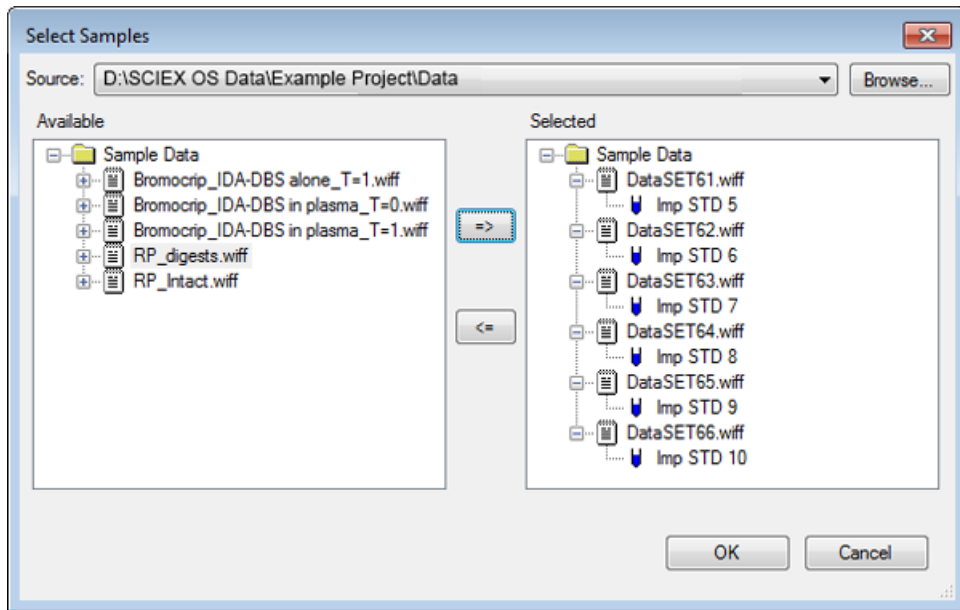 Select Samples
Source: D:\SCIEX OS Data\Example Project\Data
Browse...
Available
Sample Data
Bromocrip_IDA-DBS alone_T=1.wiff
Bromocrip_IDA-DBS in plasma_T=0.wiff
Bromocrip_IDA-DBS in plasma_T=1.wiff
RP_digests.wiff
RP_Intact.wiff
=>
<=
Selected
Sample Data
DataSET61.wiff
Imp STD 5
DataSET62.wiff
Imp STD 6
DataSET63.wiff
Imp STD 7
DataSET64.wiff
Imp STD 8
DataSET65.wiff
Imp STD 9
DataSET66.wiff
Imp STD 10
OK
Cancel